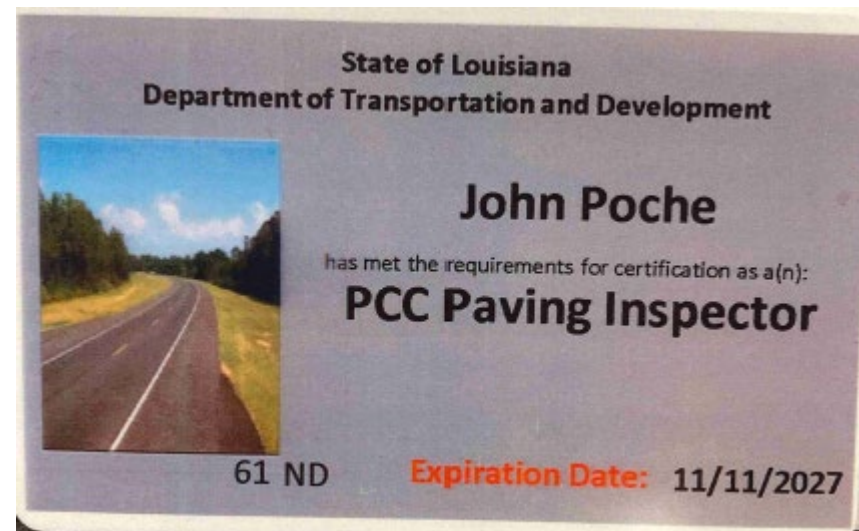 State of Louisiana
Department of Transportation and Development
John Poche
has met the requirements for certification as a(n):
PCC Paving Inspector
61 ND
Expiration Date: 11/11/2027